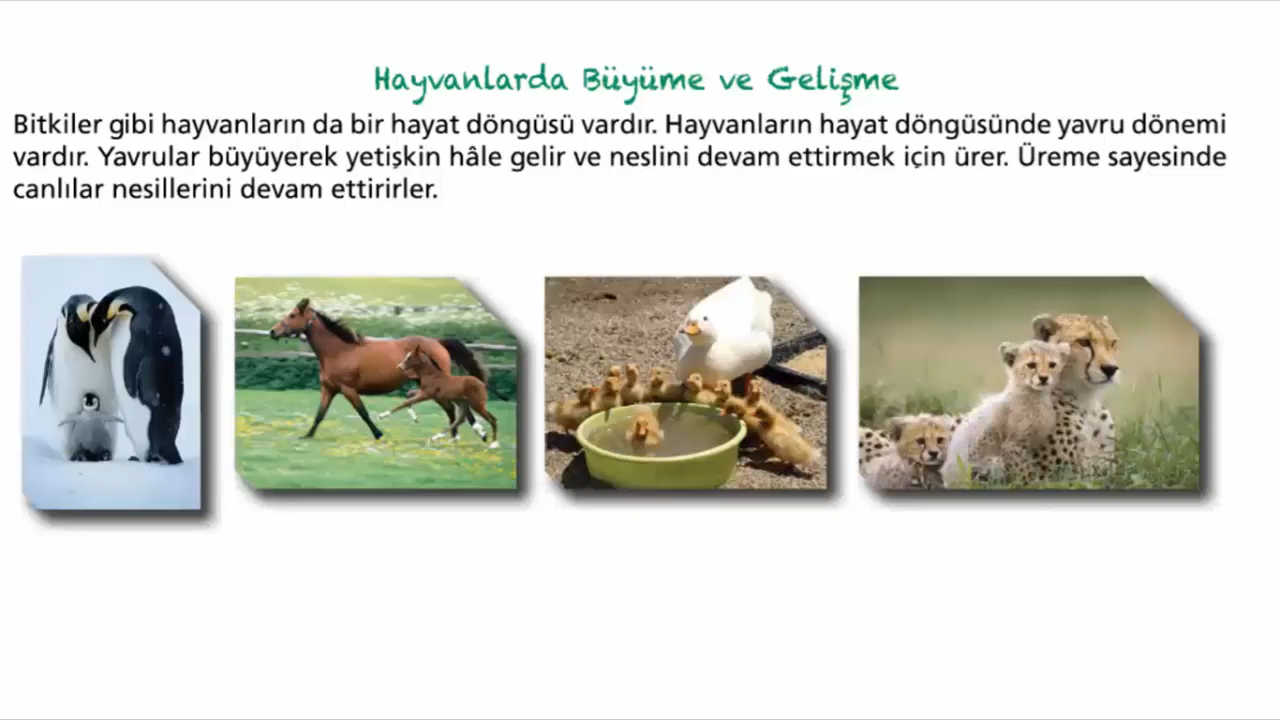 Hayvanlarda Büyüme ve Gelişme
Bitkiler gibi hayvanların da bir hayat döngüsü vardır. Hayvanların hayat döngüsünde yavru dönemi
vardır. Yavrular büyüyerek yetişkin hâle gelir ve neslini devam ettirmek için ürer. Üreme sayesinde
canlılar nesillerini devam ettirirler.